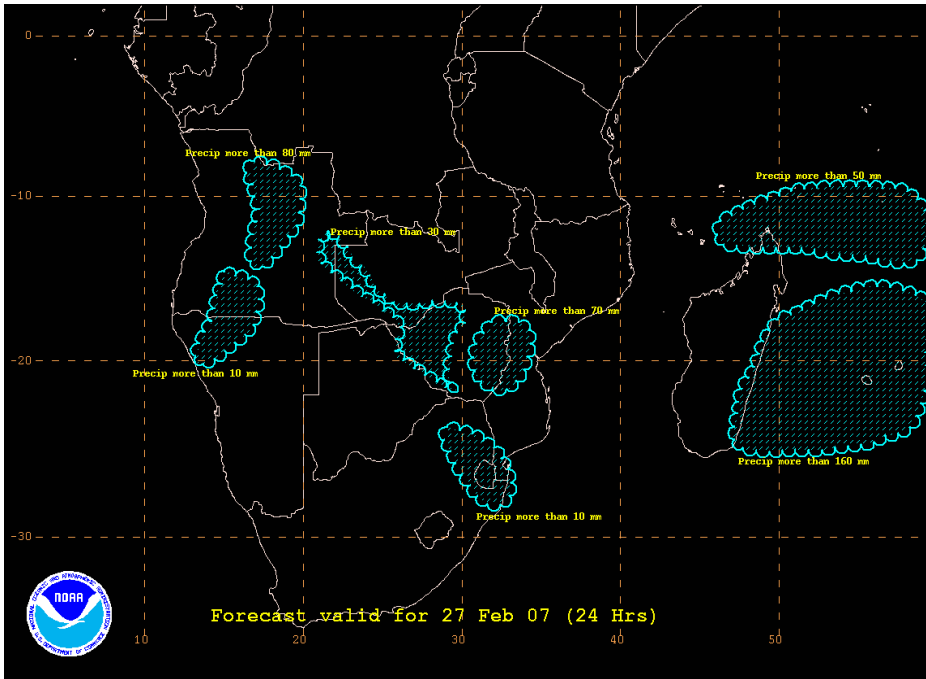 0
Precip more than 80 mm
Precip more than 50 mm
-10
Precip more than 30 mm
Precip more than 70 mm
-20
Precip more than 10 mm
Precip more than 160 mm
Precip more than 10 mm
-30
NOAA
Forecast valid for 27 Feb 07 (24 Hrs)
10
20
30
40
50